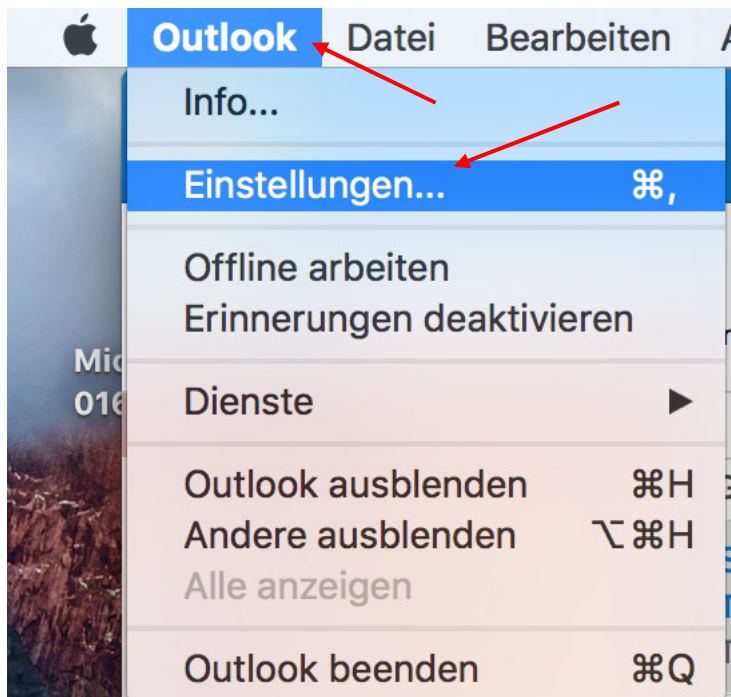 Outlook Datei Bearbeiten
Info...
Einstellungen... ⌘,
Offline arbeiten
Erinnerungen deaktivieren
Dienste ▶
Outlook ausblenden ⌘H
Andere ausblenden ⌥⌘H
Alle anzeigen
Outlook beenden ⌘Q